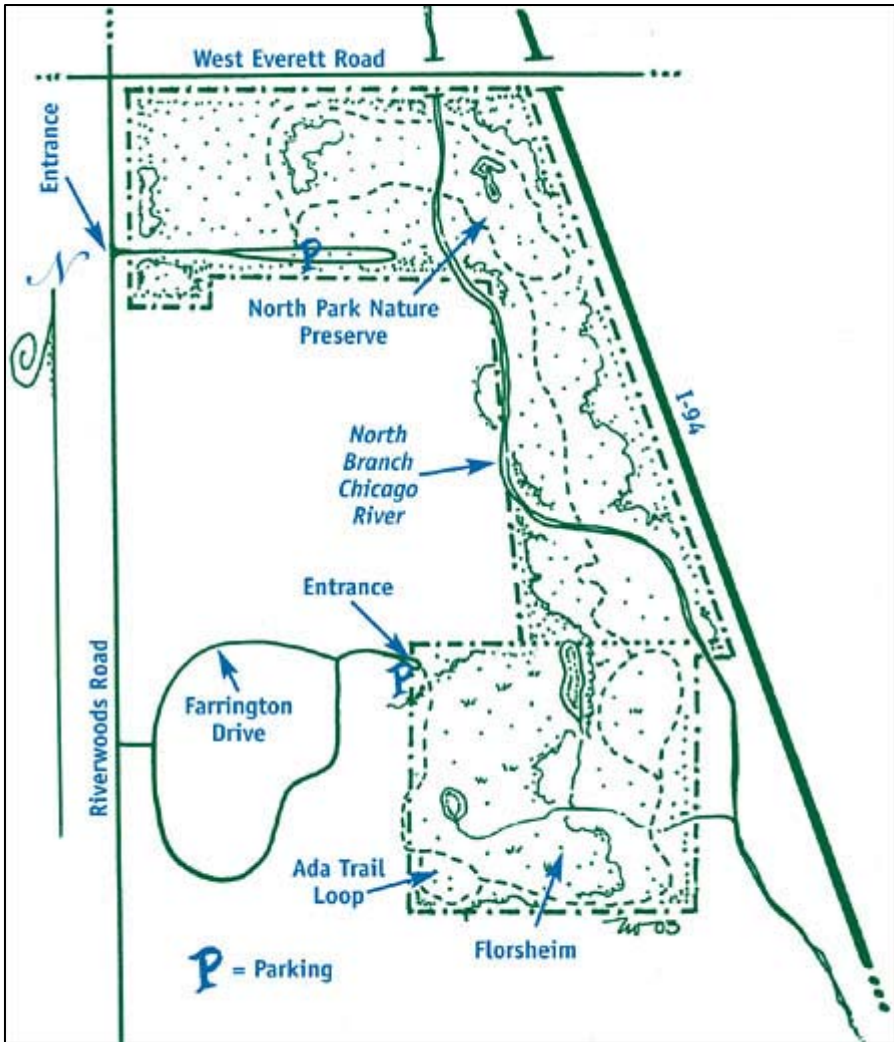 West Everett Road
Entrance
N
P
North Park Nature
Preserve
I-94
North
Branch
Chicago
River
Entrance
P
Farrington
Drive
Riverwoods Road
Ada Trail
Loop
Florsheim
P = Parking